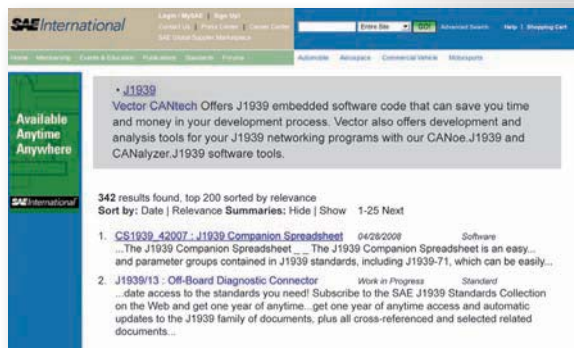 SAE International
Login / MySAE | Sign Up!
Contact Us | Press Center | Career Center
SAE Global Supplier Marketplace
Entire Site GO! Advanced Search Help | Shopping Cart
Home Membership Events & Education Publications Standards Forums Automotive Aerospace Commercial Vehicle Motorsports
Available
Anytime
Anywhere
SAE International
• J1939
Vector CANtech Offers J1939 embedded software code that can save you time
and money in your development process. Vector also offers development and
analysis tools for your J1939 networking programs with our CANoe.J1939 and
CANalyzer.J1939 software tools.
342 results found, top 200 sorted by relevance
Sort by: Date | Relevance Summaries: Hide | Show 1-25 Next
1. CS1939_42007 : J1939 Companion Spreadsheet 04/28/2008 Software
...The J1939 Companion Spreadsheet _ _ The J1939 Companion Spreadsheet is an easy...
and parameter groups contained in J1939 standards, including J1939-71, which can be easily...
2. J1939/13 : Off-Board Diagnostic Connector Work in Progress Standard
...date access to the standards you need! Subscribe to the SAE J1939 Standards Collection
on the Web and get one year of anytime...get one year of anytime access and automatic
updates to the J1939 family of documents, plus all cross-referenced and selected related
documents...